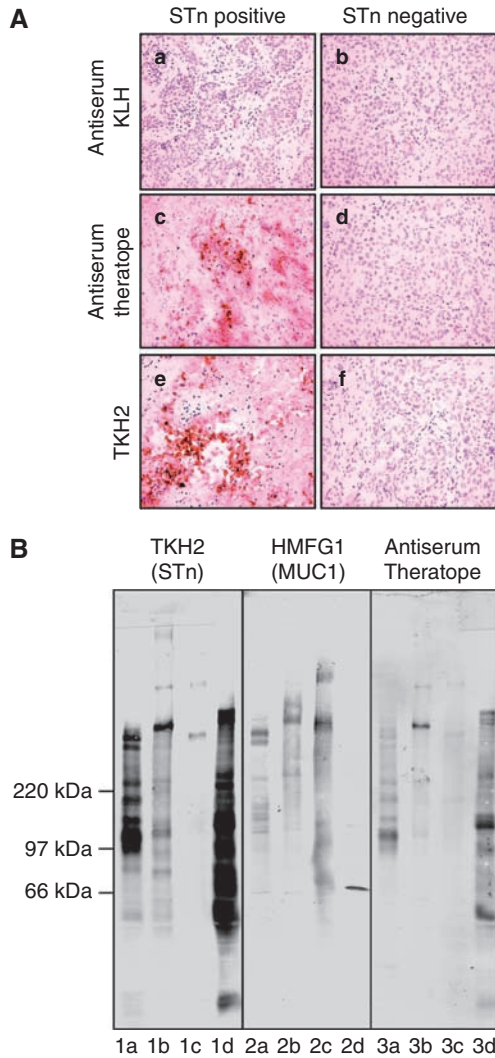 A
STn positive
STn negative
Antiserum
KLH
a
b
Antiserum
theratope
c
d
TKH2
e
f
B
TKH2
(STn)
HMFG1
(MUC1)
Antiserum
Theratope
220 kDa
97 kDa
66 kDa
1a 1b 1c 1d 2a 2b 2c 2d 3a 3b 3c 3d